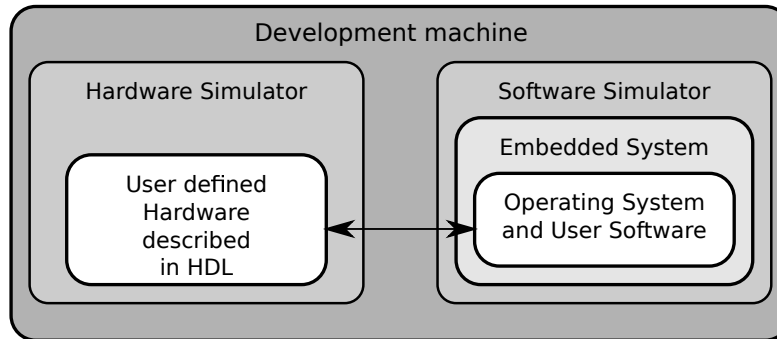 Development machine
Hardware Simulator
User defined
Hardware
described
in HDL
Software Simulator
Embedded System
Operating System
and User Software